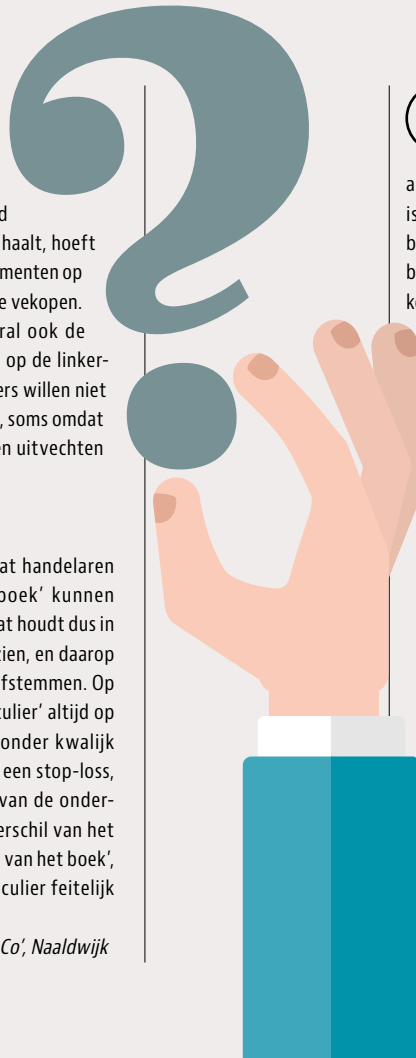 d
haalt, hoeft
menten op
e vekopen.
ral ook de
op de linker-
ers willen niet
, soms omdat
en uitvechten
at handelaren
boek’ kunnen
at houdt dus in
ien, en daarop
fstemmen. Op
culier’ altijd op
onder kwalijk
een stop-loss,
van de onder-
erschil van het
van het boek’,
culier feitelijk
Co’, Naaldwijk
a
is
b
b
k